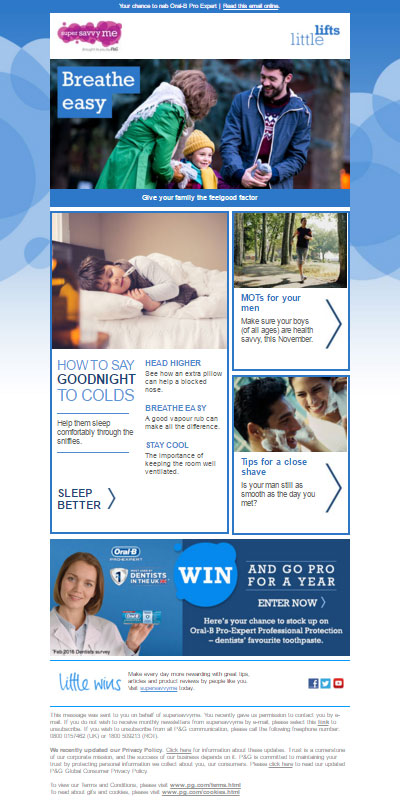 Your chance to nab Oral-B Pro Expert | Read this email online.
super savvy me
brought to you by P&G
little lifts
Breathe
easy
Give your family the feelgood factor
HOW TO SAY
GOODNIGHT
TO COLDS
Help them sleep
comfortably through the
sniffles.
SLEEP
BETTER
HEAD HIGHER
See how an extra pillow
can help a blocked
nose.
BREATHE EASY
A good vapour rub can
make all the difference.
STAY COOL
The importance of
keeping the room well
ventilated.
MOTs for your
men
Make sure your boys
(of all ages) are health
savvy, this November.
Tips for a close
shave
Is your man still as
smooth as the day you
met?
Oral-B
PRO-EXPERT
#1 USED BY
DENTISTS
IN THE UK
*Feb 2016 Dentists survey
WIN
AND GO PRO
FOR A YEAR
ENTER NOW
Here's your chance to stock up on
Oral-B Pro-Expert Professional Protection
– dentists' favourite toothpaste.
little wins
Make every day more rewarding with great tips,
articles and product reviews by people like you.
Visit supersavvyme today.
This message was sent to you on behalf of supersavvyme. You recently gave us permission to contact you by e-
mail. If you do not wish to receive monthly newsletters from supersavvyme by e-mail, please select this link to
unsubscribe. If you wish to unsubscribe from all P&G communication, please call the following freephone number.
We recently updated our Privacy Policy. Click here for information about these updates. Trust is a cornerstone
of our corporate mission, and the success of our business depends on it. P&G is committed to maintaining your
trust by protecting personal information we collect about you, our consumers. Please click here to read our updated
P&G Global Consumer Privacy Policy.
To view our Terms and Conditions, please visit www.pg.com/terms.html
To read about gifs and cookies, please visit www.pg.com/cookies.html